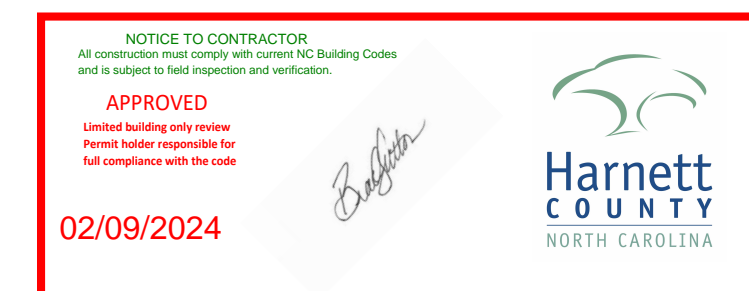 NOTICE TO CONTRACTOR
All construction must comply with current NC Building Codes
and is subject to field inspection and verification.
APPROVED
Limited building only review
Permit holder responsible for
full compliance with the code
02/09/2024
Harnett
COUNTY
NORTH CAROLINA